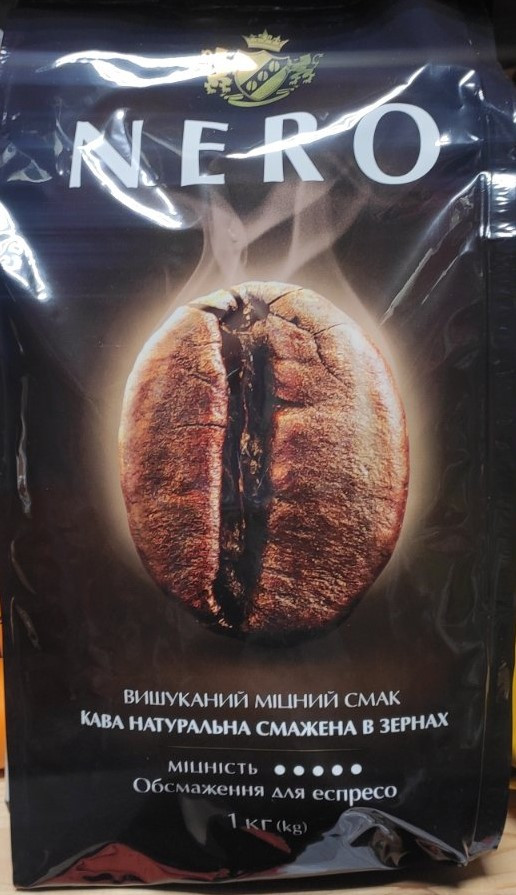 NERO
ВИШУКАНИЙ МІЦНИЙ СМАК
КАВА НАТУРАЛЬНА СМАЖЕНА В ЗЕРНАХ
МІЦНІСТЬ
Обсмаження для еспресо
1 кг (kg)